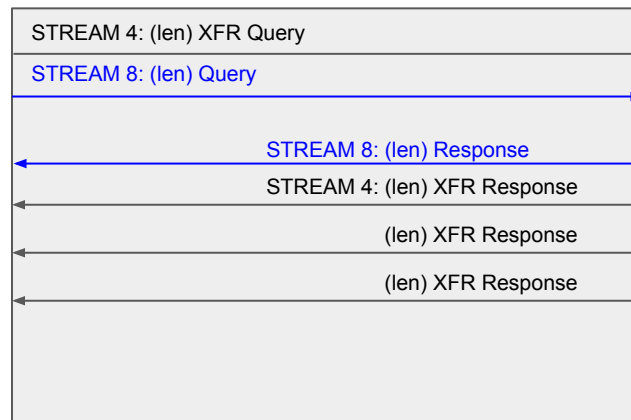 STREAM 4: (len) XFR Query
STREAM 8: (len) Query
STREAM 8: (len) Response
STREAM 4: (len) XFR Response
(len) XFR Response
(len) XFR Response